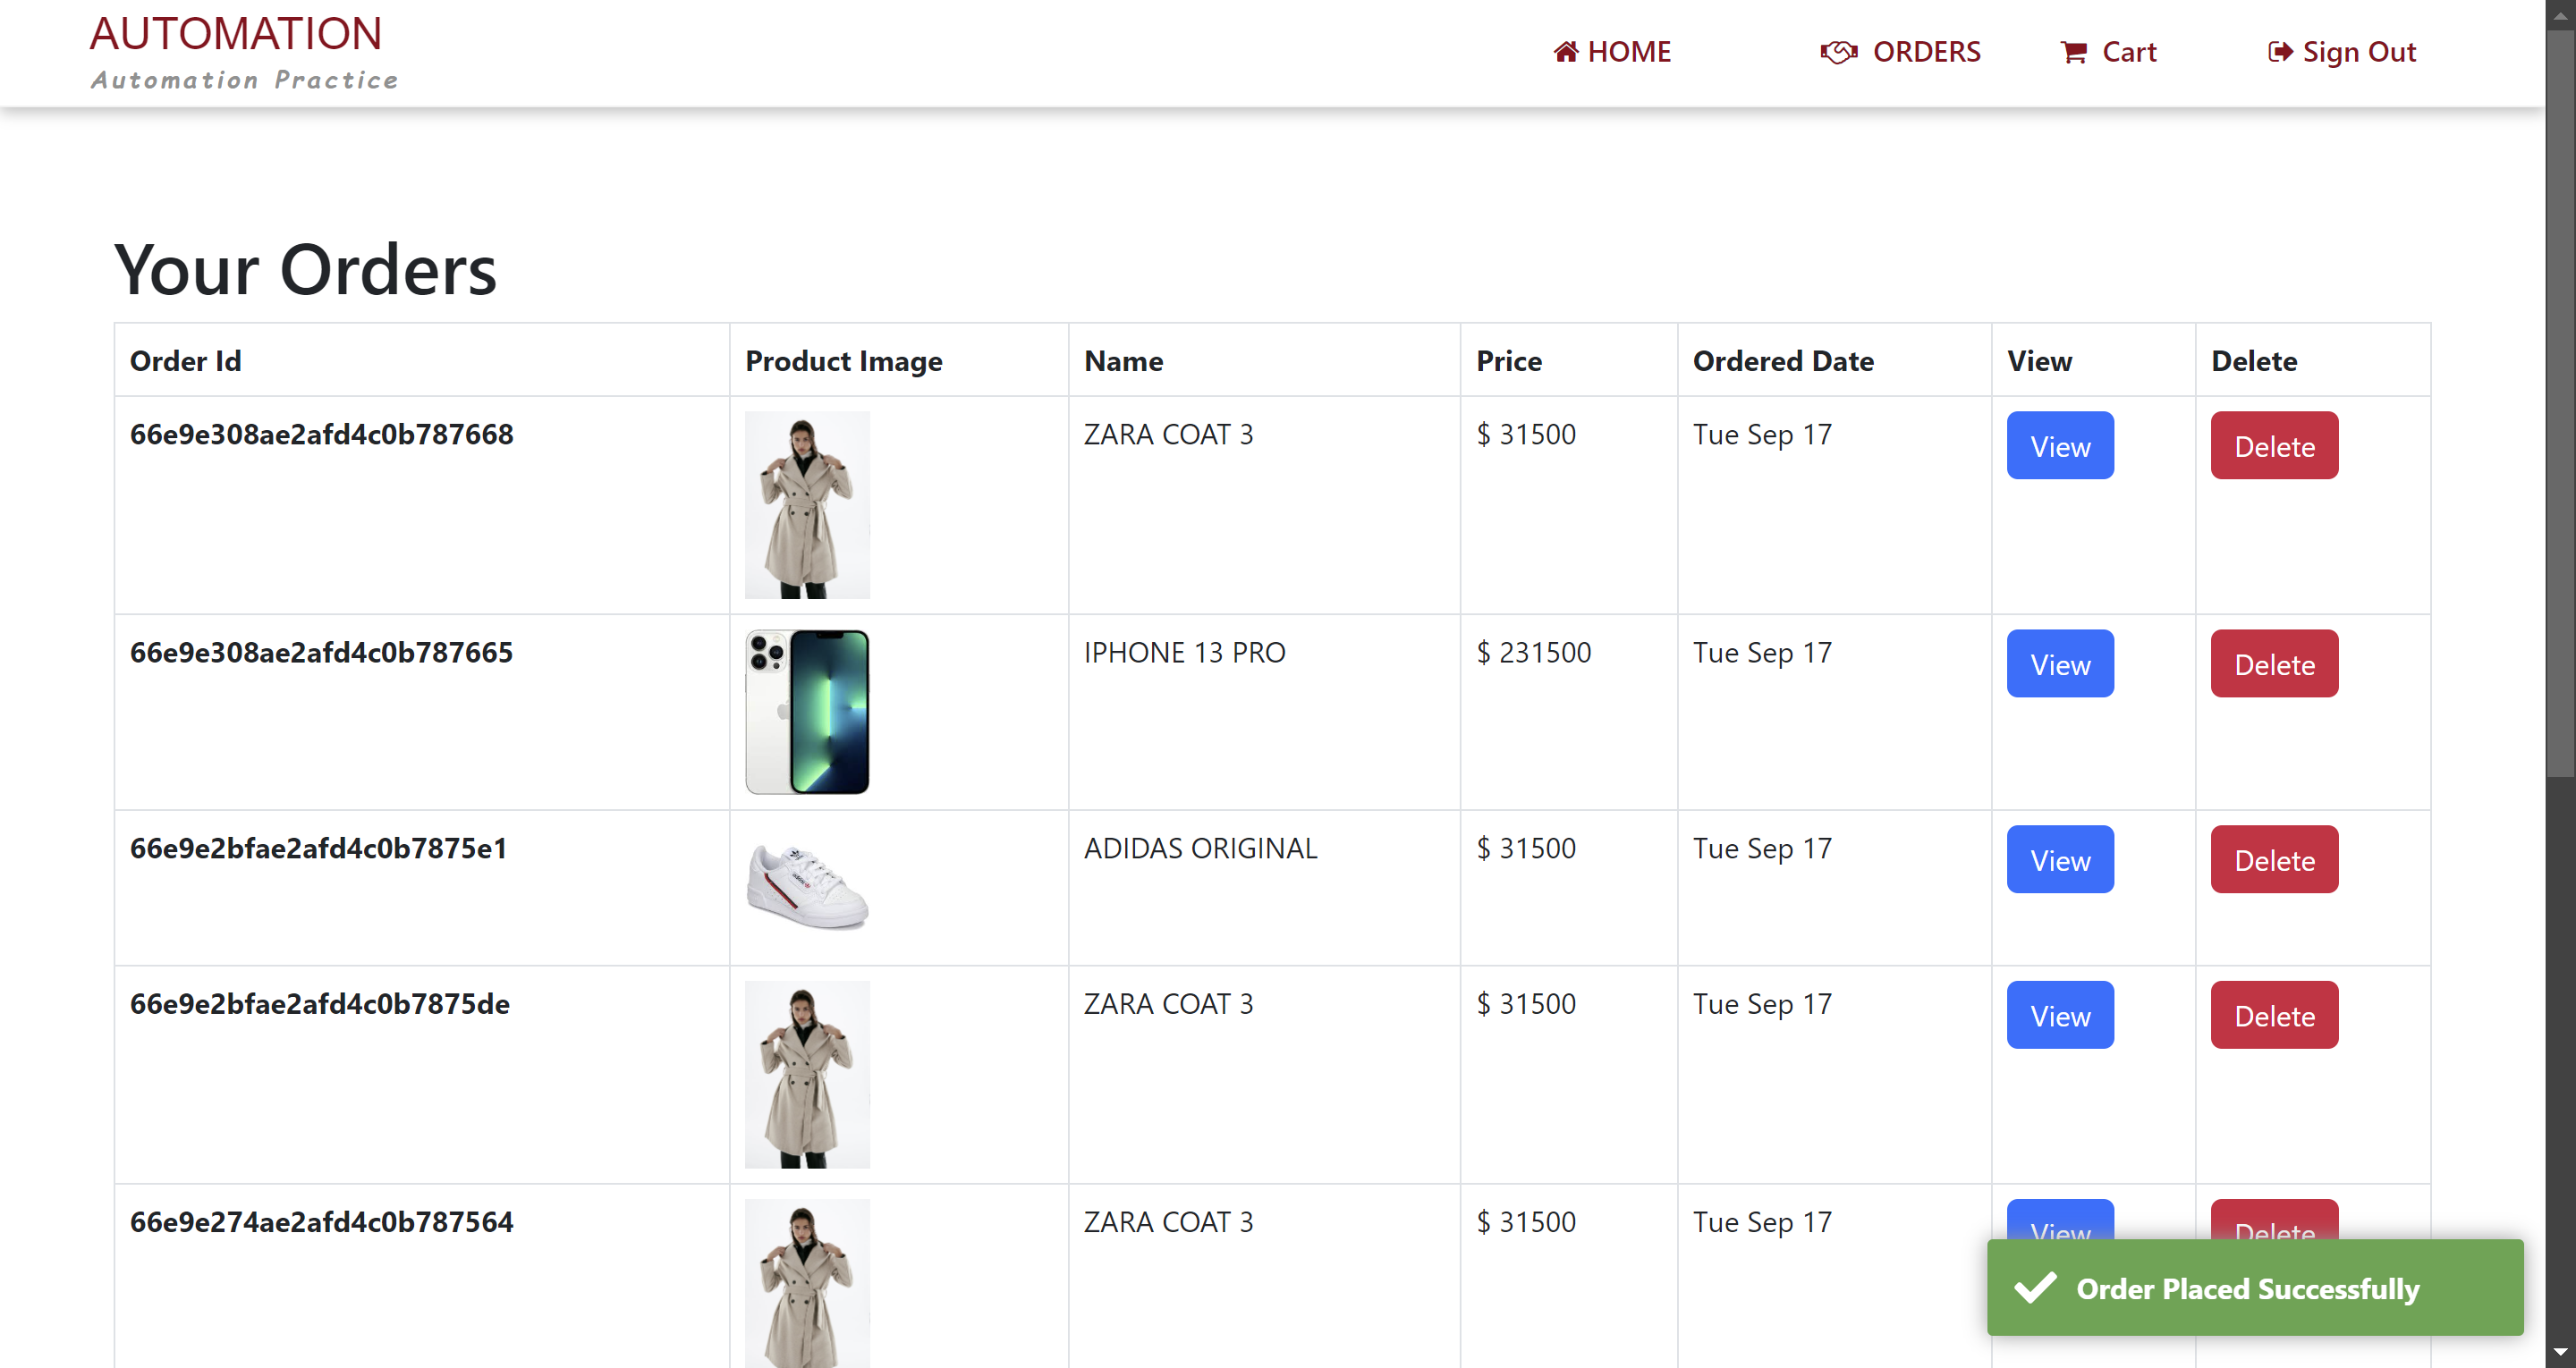 AUTOMATION
Automation Practice
HOME
ORDERS
Cart
Sign Out
Your Orders
Order Id Product Image Name Price Ordered Date View Delete
66e9e308ae2afd4c0b787668 ZARA COAT 3 $ 31500 Tue Sep 17 View Delete
66e9e308ae2afd4c0b787665 IPHONE 13 PRO $ 231500 Tue Sep 17 View Delete
66e9e2bfae2afd4c0b7875e1 ADIDAS ORIGINAL $ 31500 Tue Sep 17 View Delete
66e9e2bfae2afd4c0b7875de ZARA COAT 3 $ 31500 Tue Sep 17 View Delete
66e9e274ae2afd4c0b787564 ZARA COAT 3 $ 31500 Tue Sep 17 View Delete
Order Placed Successfully